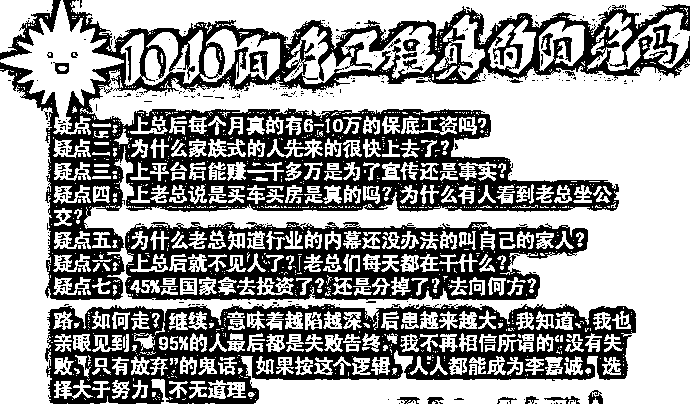 1040阳光工程真的阳光吗
疑点一：上总后每个月真的有6-10万的保底工资吗？
疑点二：为什么家族式的人先来的很快上去了？
疑点三：上平台后能赚一千多万是为了宣传还是事实？
疑点四：上老总说是买车买房是真的吗？为什么有人看到老总坐公
交？
疑点五：为什么老总知道行业的内幕还没办法的叫自己的家人？
疑点六：上总后就不见人了？老总们每天都在干什么？
疑点七：45%是国家拿去投资了？还是分掉了？去向何方？
路，如何走？继续，意味着越陷越深、后患越来越大，我知道、我也
亲眼见到，95%的人最后都是失败告终，我不再相信所谓的“没有失
败、只有放弃”的鬼话，如果按这个逻辑，人人都能成为李嘉诚。选
择大于努力，不无道理。